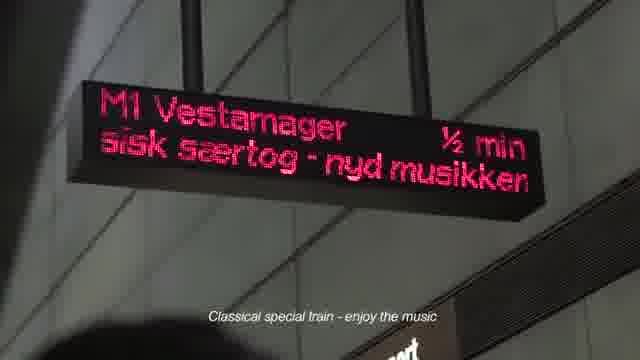 M1 Vestamager ½ min
sisk særtog - nyd musikken
Classical special train - enjoy the music